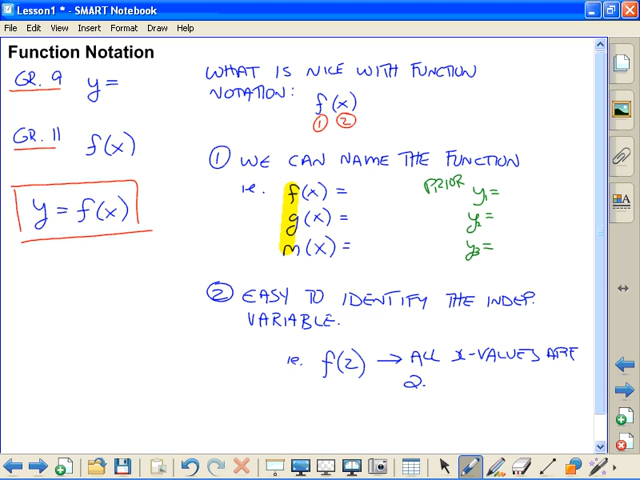 Lesson1 * - SMART Notebook
File Edit View Insert Format Draw Help
Function Notation
GR. 9 y =
GR. 11 f(x)
y = f(x)
WHAT IS NICE WITH FUNCTION
NOTATION: f(x)
1 2
1 WE CAN NAME THE FUNCTION
ie. f(x) = PRIOR y₁=
g(x) = y₂=
m(x) = y₃=
2 EASY TO IDENTIFY THE INDEP.
VARIABLE.
ie. f(2) → ALL x-VALUES ARE
2.